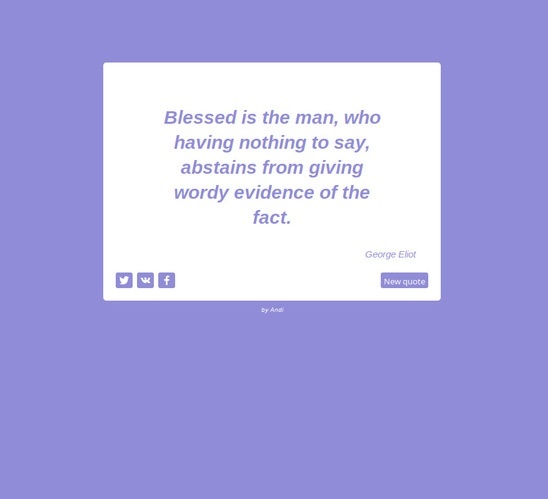 Blessed is the man, who
having nothing to say,
abstains from giving
wordy evidence of the
fact.
George Eliot
New quote
by Andi